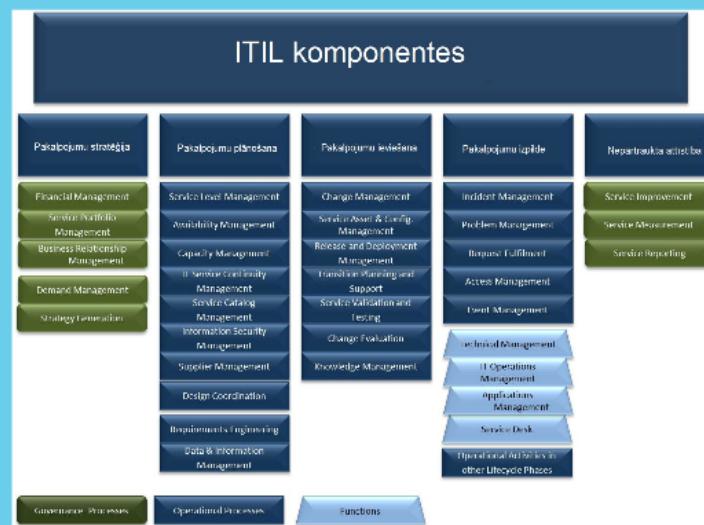 ITIL komponentes
Pakalpojumu stratēģija
Pakalpojumu plānošana
Pakalpojumu ieviešana
Pakalpojumu izpilde
Nepārtraukta attīstība
Financial Management
Service Portfolio
Management
Business Relationship
Management
Demand Management
Strategy Generation
Service Level Management
Availability Management
Capacity Management
IT Service Continuity
Management
Service Catalog
Management
Information Security
Management
Supplier Management
Design Coordination
Requirements Engineering
Data & Information
Management
Change Management
Service Asset & Config.
Management
Release and Deployment
Management
Transition Planning and
Support
Service Validation and
Testing
Change Evaluation
Knowledge Management
Incident Management
Problem Management
Request Fulfilment
Access Management
Event Management
Technical Management
IT Operations
Management
Applications
Management
Service Desk
Operational Activities in
other Lifecycle Phases
Service Improvement
Service Measurement
Service Reporting
Governance Processes
Operational Processes
Functions